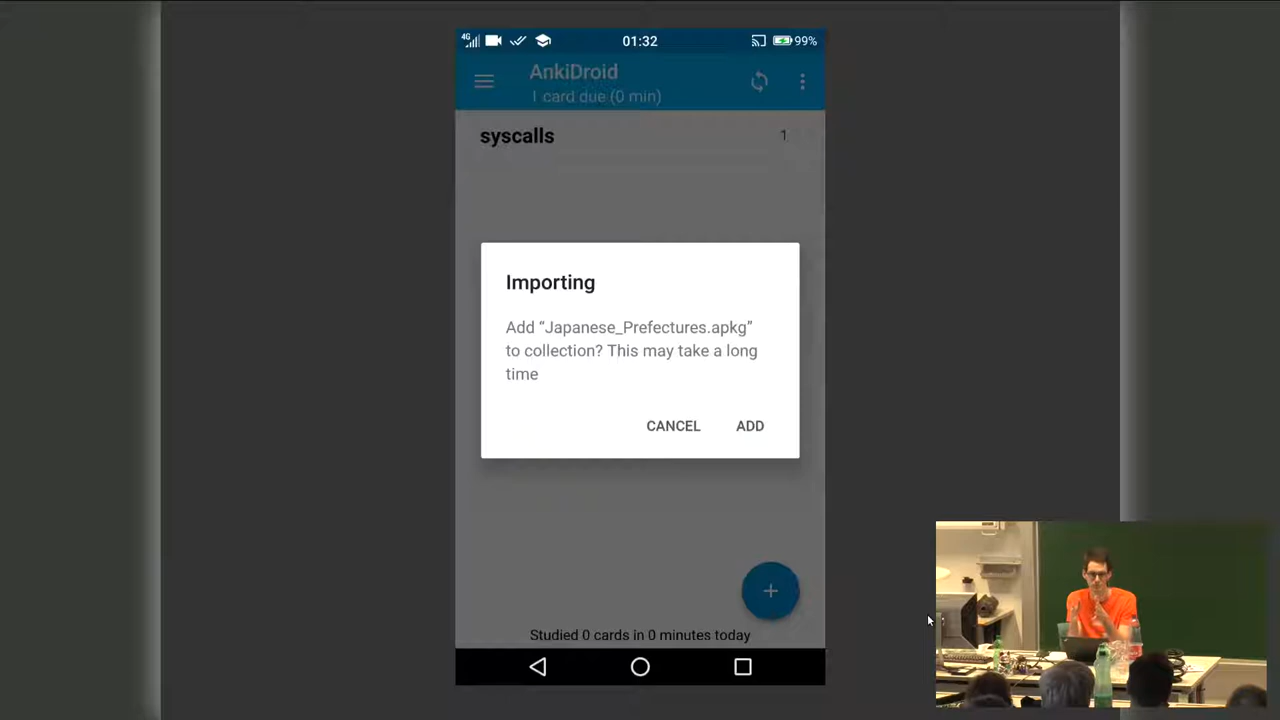 4G
01:32
99%
AnkiDroid
1 card due (0 min)
syscalls
1
Importing
Add “Japanese_Prefectures.apkg”
to collection? This may take a long
time
CANCEL
ADD
Studied 0 cards in 0 minutes today